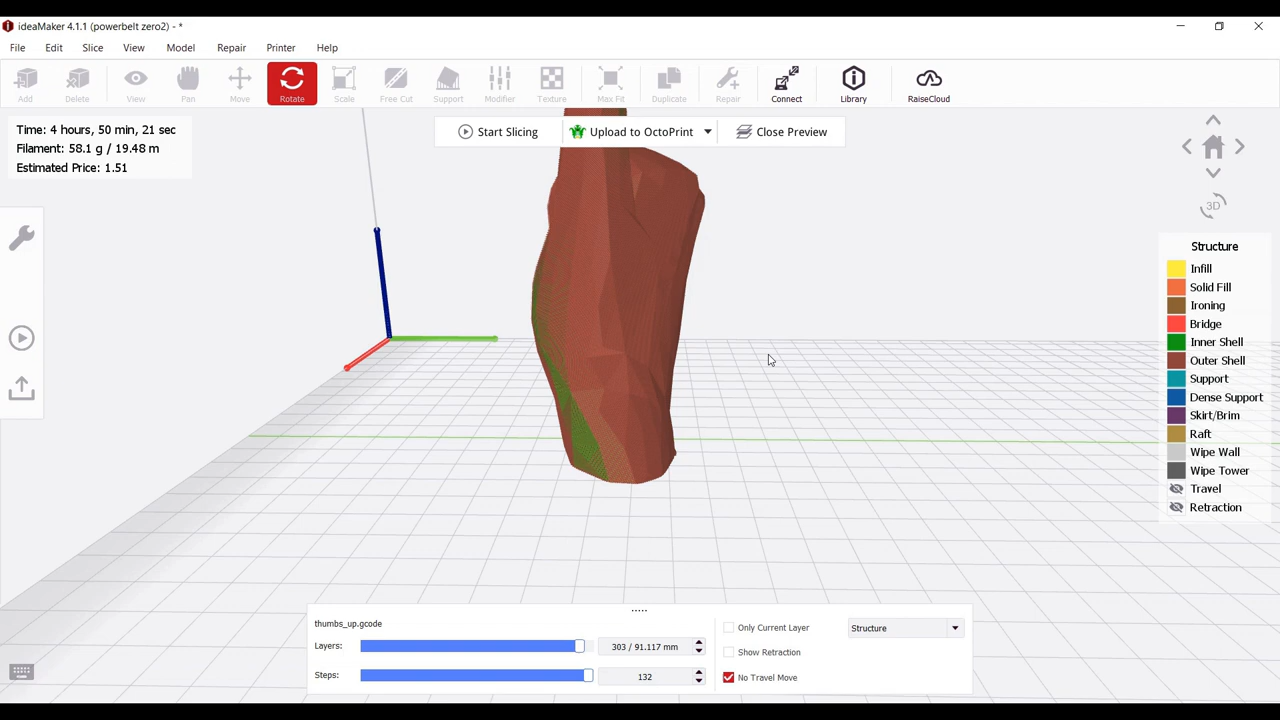 ideaMaker 4.1.1 (powerbelt zero2) - *
File Edit Slice View Model Repair Printer Help
Add Delete View Pan Move Rotate Scale Free Cut Support Modifier Texture Max Fit Duplicate Repair Connect Library RaiseCloud
Start Slicing Upload to OctoPrint Close Preview
Time: 4 hours, 50 min, 21 sec
Filament: 58.1 g / 19.48 m
Estimated Price: 1.51
3D
Structure
Infill
Solid Fill
Ironing
Bridge
Inner Shell
Outer Shell
Support
Dense Support
Skirt/Brim
Raft
Wipe Wall
Wipe Tower
Travel
Retraction
thumbs_up.gcode
Layers: 303 / 91.117 mm
Steps: 132
Only Current Layer Structure
Show Retraction
No Travel Move